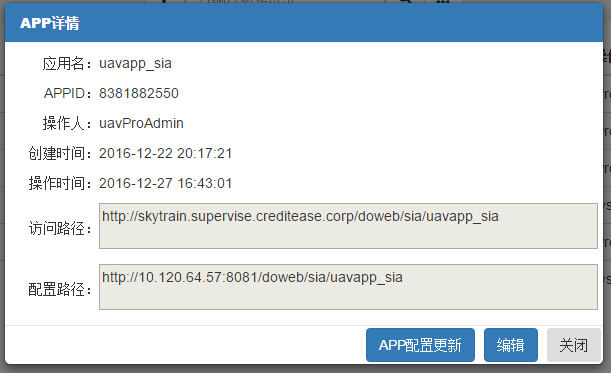 APP详情
应用名：uavapp_sia
APPID：8381882550
操作人：uavProAdmin
创建时间：2016-12-22 20:17:21
操作时间：2016-12-27 16:43:01
访问路径：http://skytrain.supervise.creditease.corp/doweb/sia/uavapp_sia
配置路径：http://10.120.64.57:8081/doweb/sia/uavapp_sia
APP配置更新 编辑 关闭